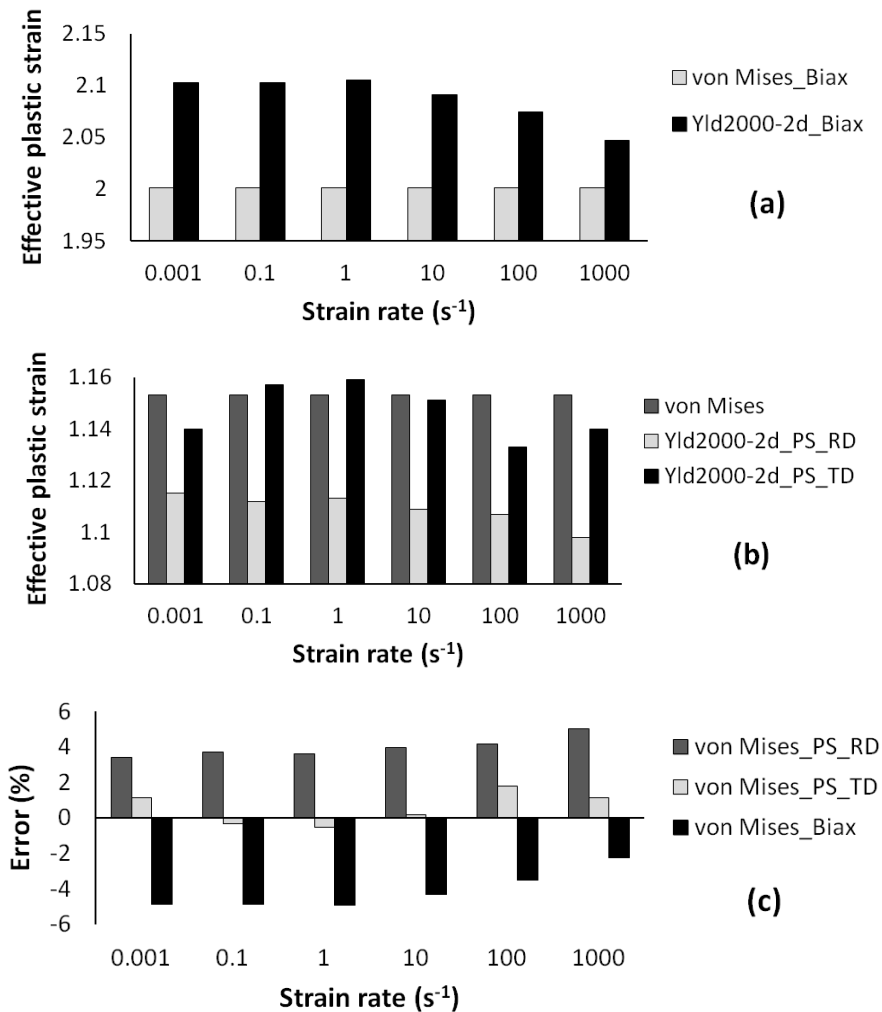 2.15
2.1
2.05
2
1.95
Effective plastic strain
0.001 0.1 1 10 100 1000
Strain rate (s-1)
von Mises_Biax
Yld2000-2d_Biax
(a)
1.16
1.14
1.12
1.1
1.08
Effective plastic strain
0.001 0.1 1 10 100 1000
Strain rate (s-1)
von Mises
Yld2000-2d_PS_RD
Yld2000-2d_PS_TD
(b)
6
4
2
0
-2
-4
-6
Error (%)
0.001 0.1 1 10 100 1000
Strain rate (s-1)
von Mises_PS_RD
von Mises_PS_TD
von Mises_Biax
(c)